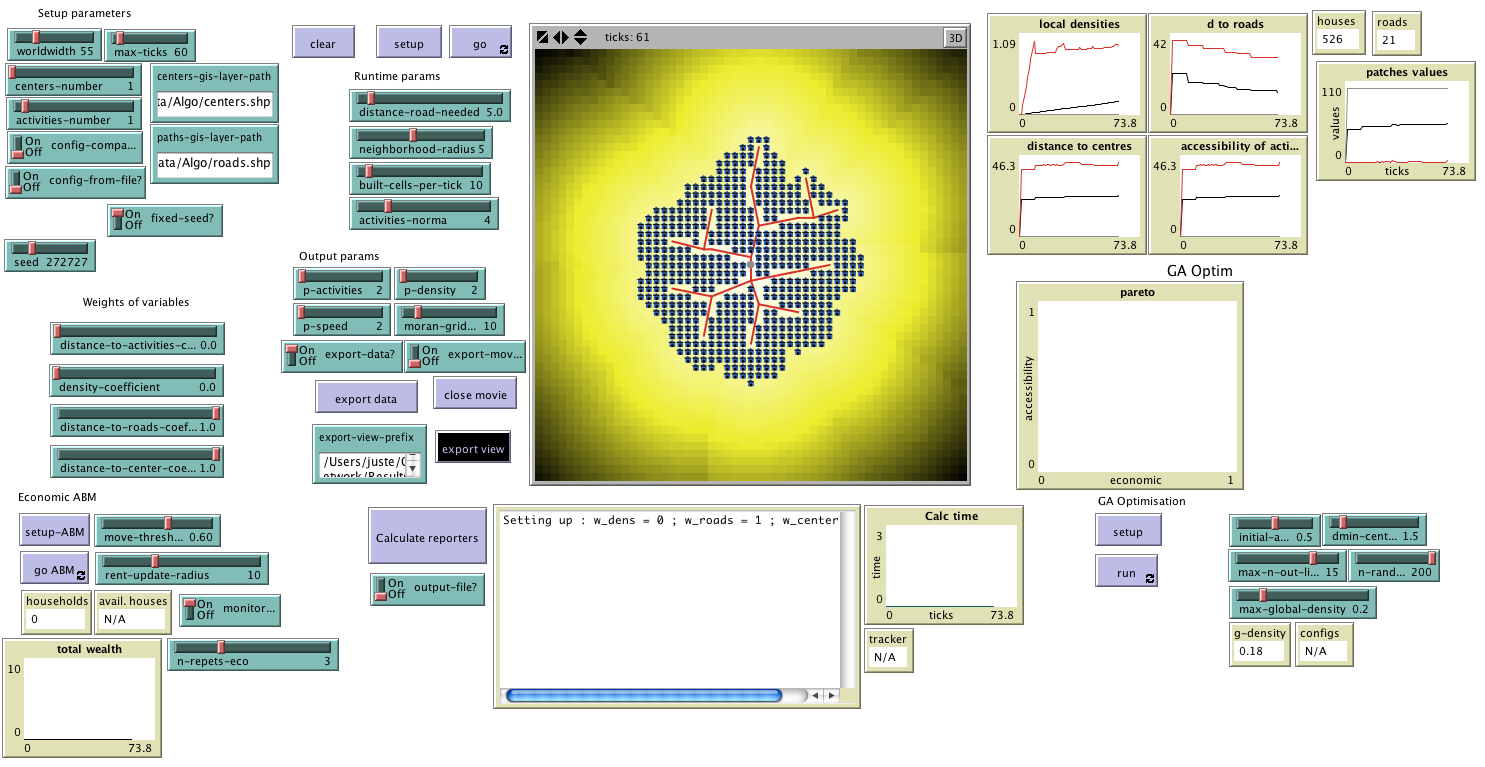 Setup parameters
worldwidth 55
max-ticks 60
centers-number 1
activities-number 1
centers-gis-layer-path
ta/Algo/centers.shp
paths-gis-layer-path
ata/Algo/roads.shp
On
Off
config-compa...
On
Off
config-from-file?
On
Off
fixed-seed?
seed 272727
Weights of variables
distance-to-activities-c... 0.0
density-coefficient 0.0
distance-to-roads-coef... 1.0
distance-to-center-coe... 1.0
clear
setup
go
Runtime params
distance-road-needed 5.0
neighborhood-radius 5
built-cells-per-tick 10
activities-norma 4
Output params
p-activities 2
p-density 2
p-speed 2
moran-grid... 10
On
Off
export-data?
On
Off
export-mov...
export data
close movie
export-view-prefix
/Users/juste/
export view
ticks: 61
3D
local densities
1.09
0
0
73.8
d to roads
42
0
0
73.8
distance to centres
46.3
0
0
73.8
accessibility of acti...
46.3
0
0
73.8
houses
526
roads
21
patches values
110
values
0
0
ticks
73.8
GA Optim
pareto
1
accessibility
0
0
economic
1
Economic ABM
setup-ABM
move-thresh... 0.60
go ABM
rent-update-radius 10
households
0
avail. houses
N/A
On
Off
monitor...
total wealth
10
0
0
73.8
n-repets-eco 3
Calculate reporters
On
Off
output-file?
Setting up : w_dens = 0 ; w_roads = 1 ; w_center
Calc time
3
time
0
0
ticks
73.8
tracker
N/A
GA Optimisation
setup
run
initial-a... 0.5
dmin-cent... 1.5
max-n-out-li... 15
n-rand... 200
max-global-density 0.2
g-density
0.18
configs
N/A